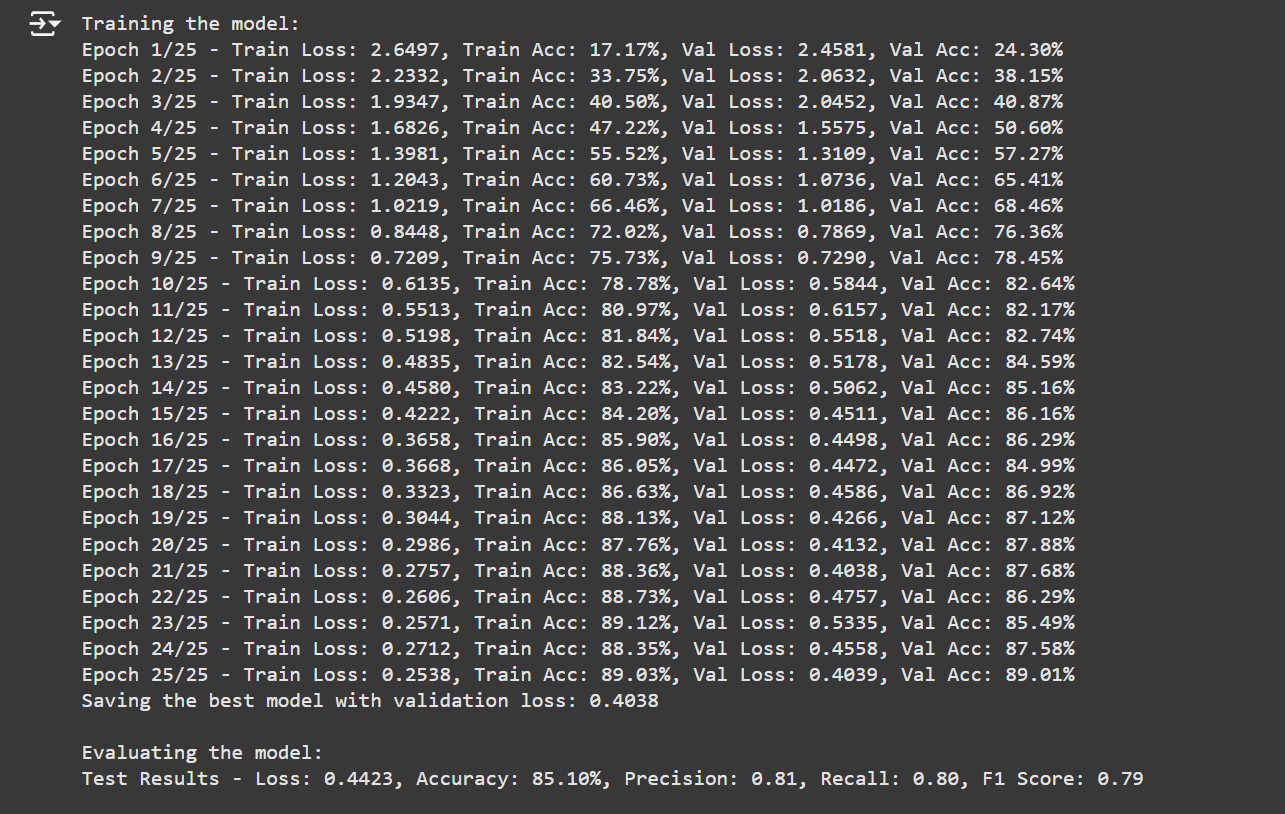 Training the model:
Epoch 1/25 - Train Loss: 2.6497, Train Acc: 17.17%, Val Loss: 2.4581, Val Acc: 24.30%
Epoch 2/25 - Train Loss: 2.2332, Train Acc: 33.75%, Val Loss: 2.0632, Val Acc: 38.15%
Epoch 3/25 - Train Loss: 1.9347, Train Acc: 40.50%, Val Loss: 2.0452, Val Acc: 40.87%
Epoch 4/25 - Train Loss: 1.6826, Train Acc: 47.22%, Val Loss: 1.5575, Val Acc: 50.60%
Epoch 5/25 - Train Loss: 1.3981, Train Acc: 55.52%, Val Loss: 1.3109, Val Acc: 57.27%
Epoch 6/25 - Train Loss: 1.2043, Train Acc: 60.73%, Val Loss: 1.0736, Val Acc: 65.41%
Epoch 7/25 - Train Loss: 1.0219, Train Acc: 66.46%, Val Loss: 1.0186, Val Acc: 68.46%
Epoch 8/25 - Train Loss: 0.8448, Train Acc: 72.02%, Val Loss: 0.7869, Val Acc: 76.36%
Epoch 9/25 - Train Loss: 0.7209, Train Acc: 75.73%, Val Loss: 0.7290, Val Acc: 78.45%
Epoch 10/25 - Train Loss: 0.6135, Train Acc: 78.78%, Val Loss: 0.5844, Val Acc: 82.64%
Epoch 11/25 - Train Loss: 0.5513, Train Acc: 80.97%, Val Loss: 0.6157, Val Acc: 82.17%
Epoch 12/25 - Train Loss: 0.5198, Train Acc: 81.84%, Val Loss: 0.5518, Val Acc: 82.74%
Epoch 13/25 - Train Loss: 0.4835, Train Acc: 82.54%, Val Loss: 0.5178, Val Acc: 84.59%
Epoch 14/25 - Train Loss: 0.4580, Train Acc: 83.22%, Val Loss: 0.5062, Val Acc: 85.16%
Epoch 15/25 - Train Loss: 0.4222, Train Acc: 84.20%, Val Loss: 0.4511, Val Acc: 86.16%
Epoch 16/25 - Train Loss: 0.3658, Train Acc: 85.90%, Val Loss: 0.4498, Val Acc: 86.29%
Epoch 17/25 - Train Loss: 0.3668, Train Acc: 86.05%, Val Loss: 0.4472, Val Acc: 84.99%
Epoch 18/25 - Train Loss: 0.3323, Train Acc: 86.63%, Val Loss: 0.4586, Val Acc: 86.92%
Epoch 19/25 - Train Loss: 0.3044, Train Acc: 88.13%, Val Loss: 0.4266, Val Acc: 87.12%
Epoch 20/25 - Train Loss: 0.2986, Train Acc: 87.76%, Val Loss: 0.4132, Val Acc: 87.88%
Epoch 21/25 - Train Loss: 0.2757, Train Acc: 88.36%, Val Loss: 0.4038, Val Acc: 87.68%
Epoch 22/25 - Train Loss: 0.2606, Train Acc: 88.73%, Val Loss: 0.4757, Val Acc: 86.29%
Epoch 23/25 - Train Loss: 0.2571, Train Acc: 89.12%, Val Loss: 0.5335, Val Acc: 85.49%
Epoch 24/25 - Train Loss: 0.2712, Train Acc: 88.35%, Val Loss: 0.4558, Val Acc: 87.58%
Epoch 25/25 - Train Loss: 0.2538, Train Acc: 89.03%, Val Loss: 0.4039, Val Acc: 89.01%
Saving the best model with validation loss: 0.4038
Evaluating the model:
Test Results - Loss: 0.4423, Accuracy: 85.10%, Precision: 0.81, Recall: 0.80, F1 Score: 0.79